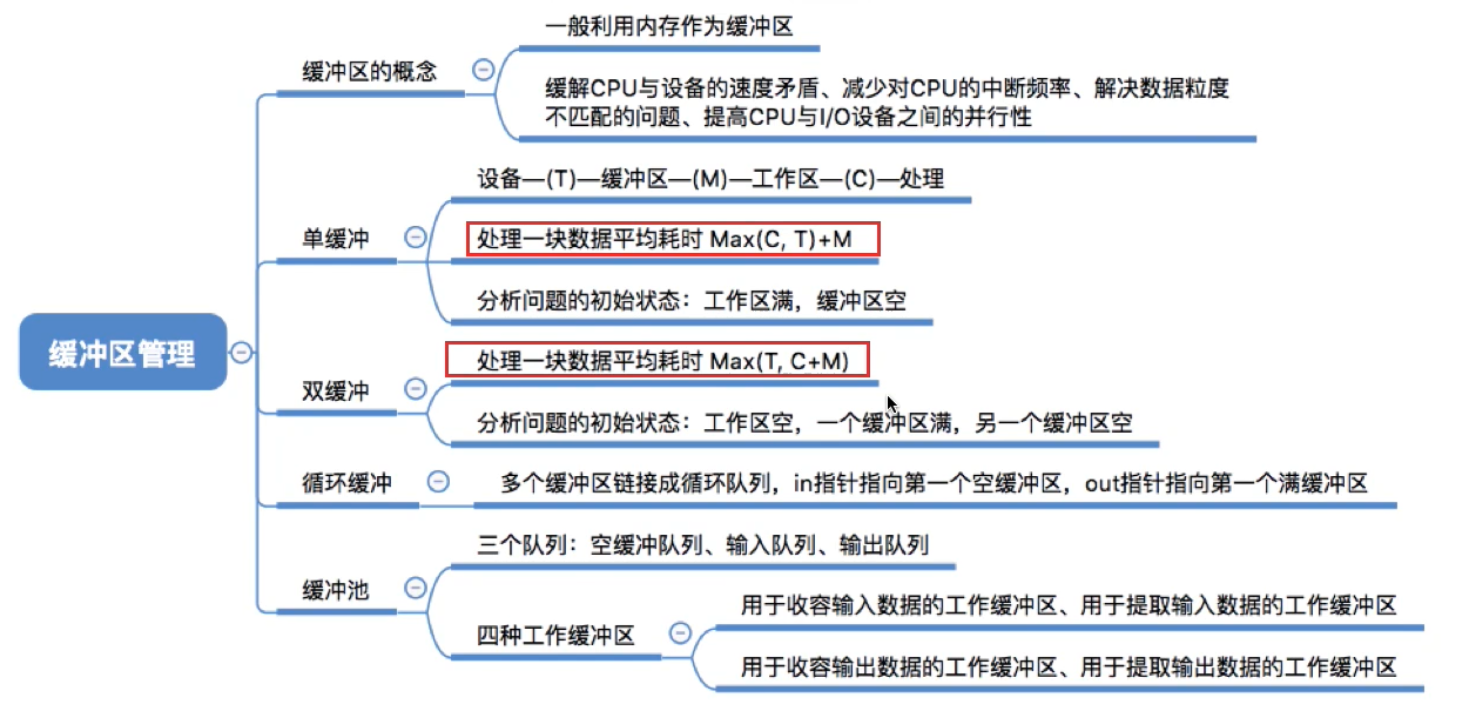 一般利用内存作为缓冲区
缓冲区的概念
缓解CPU与设备的速度矛盾、减少对CPU的中断频率、解决数据粒度
不匹配的问题、提高CPU与I/O设备之间的并行性
设备—(T)—缓冲区—(M)—工作区—(C)—处理
单缓冲
处理一块数据平均耗时 Max(C, T)+M
分析问题的初始状态：工作区满，缓冲区空
缓冲区管理
处理一块数据平均耗时 Max(T, C+M)
双缓冲
分析问题的初始状态：工作区空，一个缓冲区满，另一个缓冲区空
循环缓冲
多个缓冲区链接成循环队列，in指针指向第一个空缓冲区，out指针指向第一个满缓冲区
三个队列：空缓冲队列、输入队列、输出队列
缓冲池
用于收容输入数据的工作缓冲区、用于提取输入数据的工作缓冲区
四种工作缓冲区
用于收容输出数据的工作缓冲区、用于提取输出数据的工作缓冲区